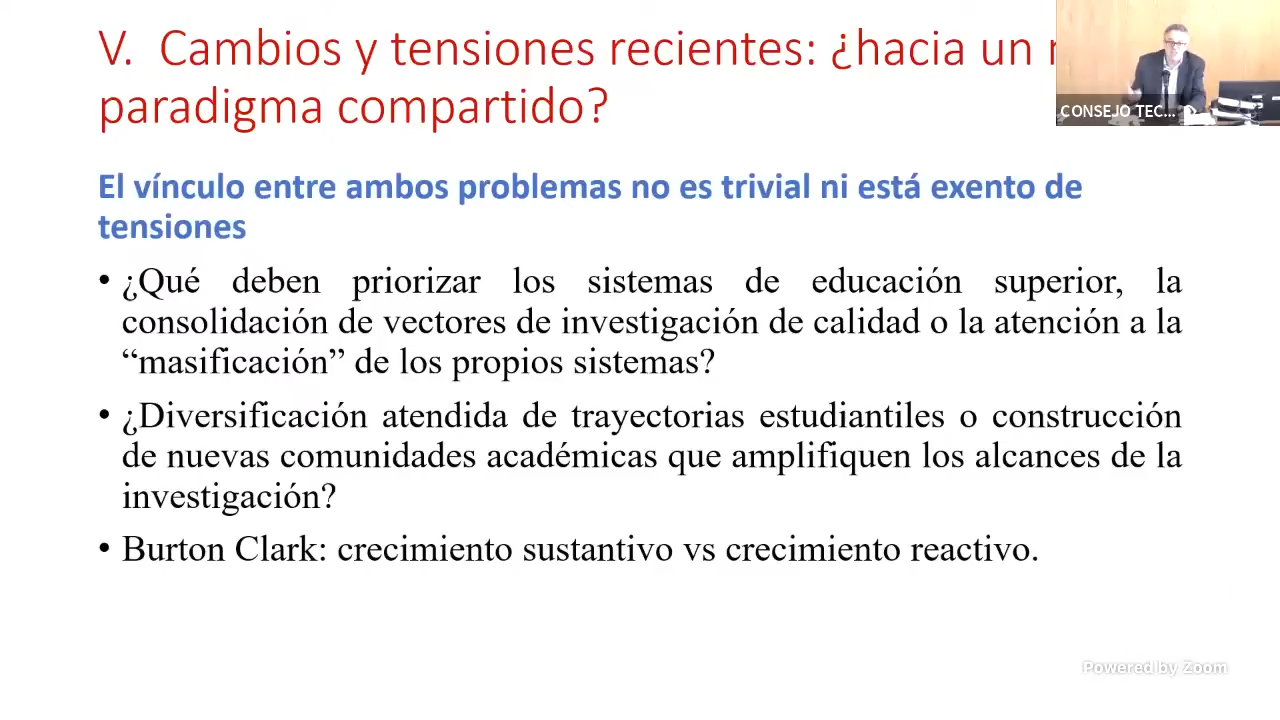 V. Cambios y tensiones recientes: ¿hacia un
paradigma compartido?
CONSEJO TEC...
El vínculo entre ambos problemas no es trivial ni está exento de
tensiones
• ¿Qué deben priorizar los sistemas de educación superior, la
consolidación de vectores de investigación de calidad o la atención a la
“masificación” de los propios sistemas?
• ¿Diversificación atendida de trayectorias estudiantiles o construcción
de nuevas comunidades académicas que amplifiquen los alcances de la
investigación?
• Burton Clark: crecimiento sustantivo vs crecimiento reactivo.
Powered by Zoom